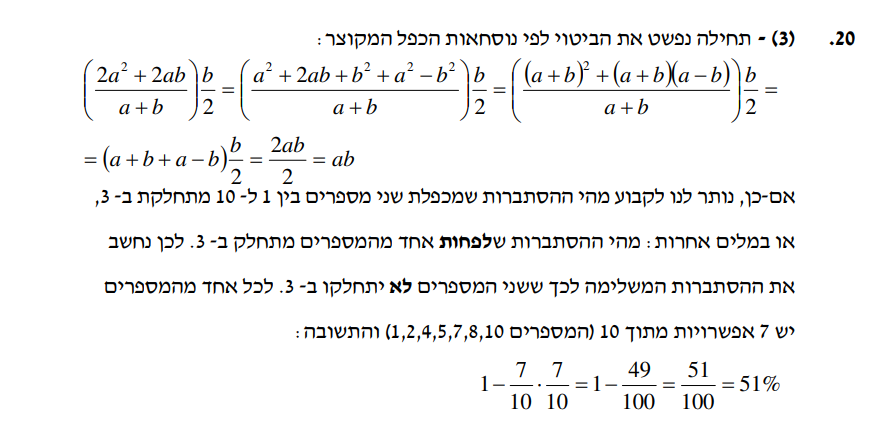 20. (3) - תחילה נפשט את הביטוי לפי נוסחאות הכפל המקוצר:
$\left(\frac{2a^2+2ab}{a+b}\right)\frac{b}{2}=\left(\frac{a^2+2ab+b^2+a^2-b^2}{a+b}\right)\frac{b}{2}=\left(\frac{(a+b)^2+(a+b)(a-b)}{a+b}\right)\frac{b}{2}=$
$=(a+b+a-b)\frac{b}{2}=\frac{2ab}{2}=ab$
אם-כן, נותר לנו לקבוע מהי ההסתברות שמכפלת שני מספרים בין 1 ל- 10 מתחלקת ב- 3,
או במלים אחרות: מהי ההסתברות שלפחות אחד מהמספרים מתחלק ב- 3. לכן נחשב
את ההסתברות המשלימה לכך ששני המספרים לא יתחלקו ב- 3. לכל אחד מהמספרים
יש 7 אפשרויות מתוך 10 (המספרים 1,2,4,5,7,8,10) והתשובה:
$1-\frac{7}{10}\cdot\frac{7}{10}=1-\frac{49}{100}=\frac{51}{100}=51\%$